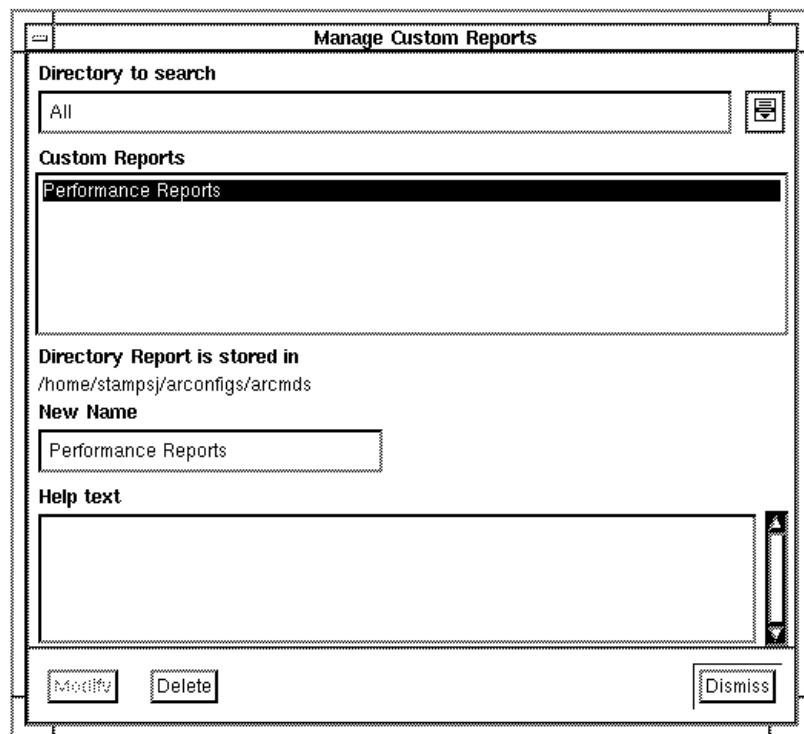 Manage Custom Reports
Directory to search
All
Custom Reports
Performance Reports
Directory Report is stored in
/home/stampsj/arconfigs/arcmds
New Name
Performance Reports
Help text
Modify Delete Dismiss